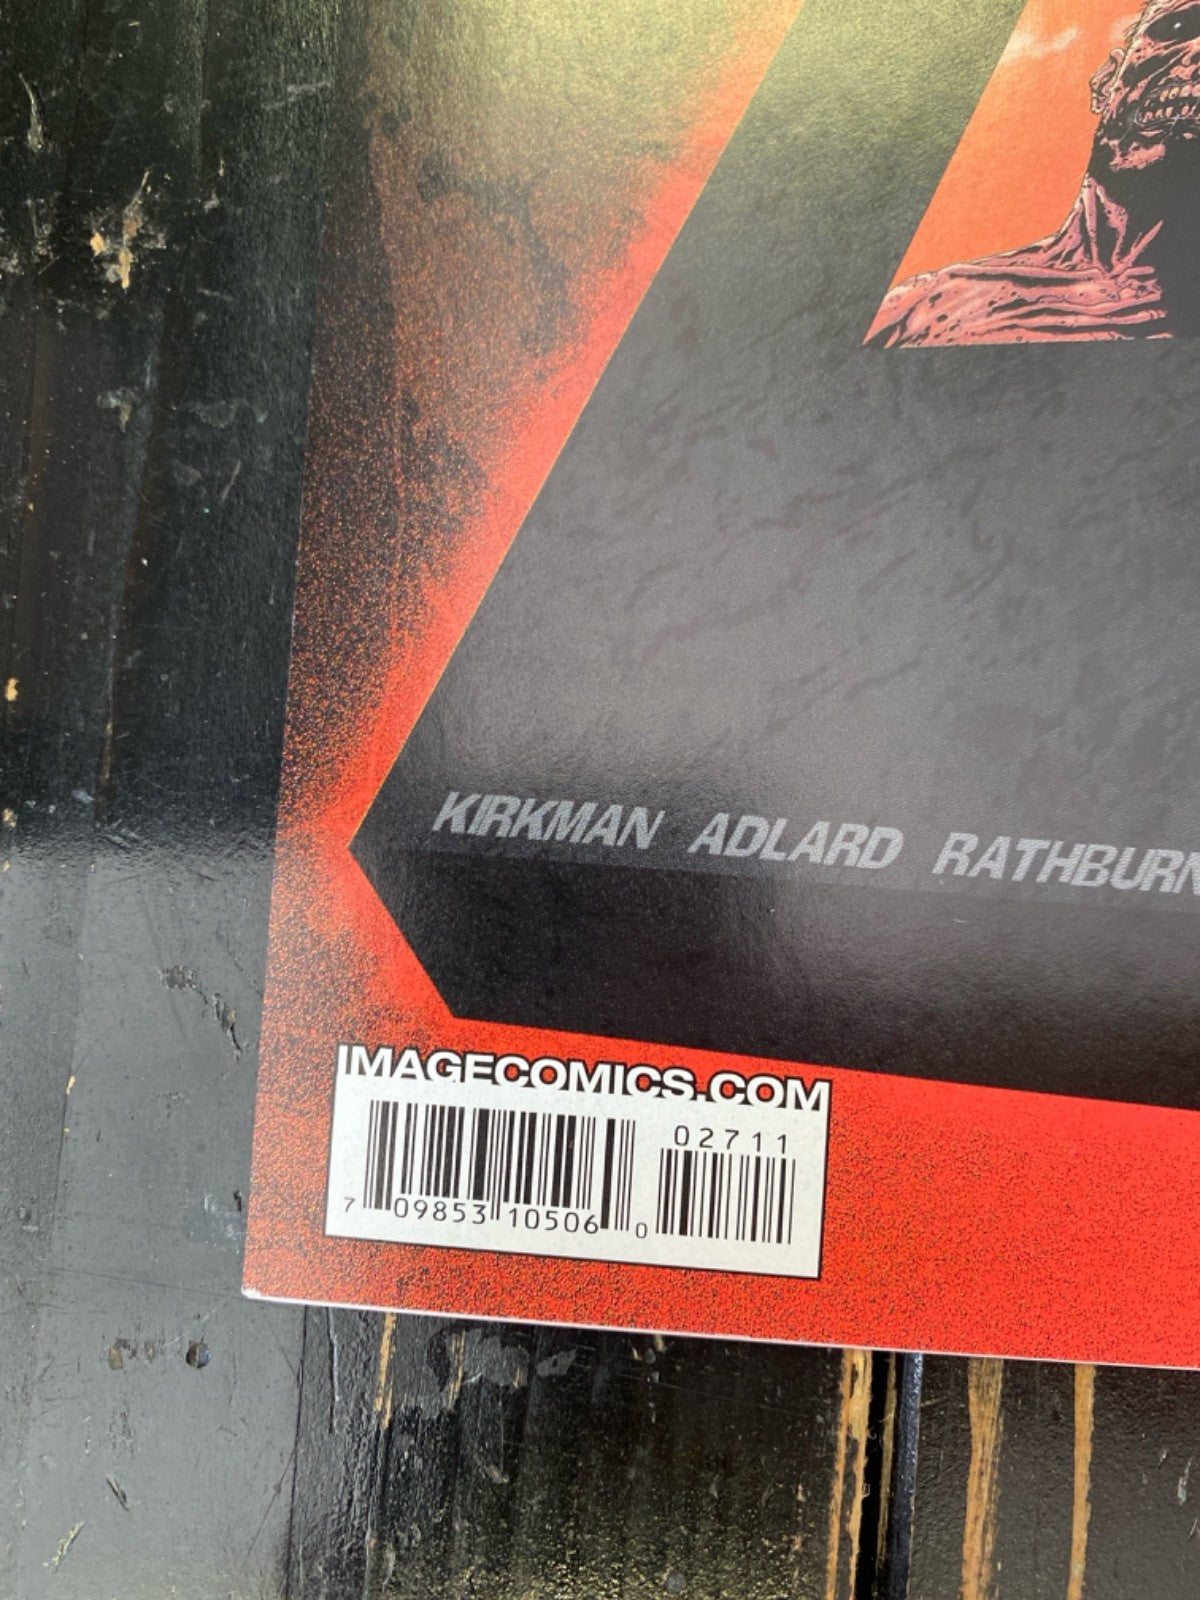 KIRKMAN ADLARD RATHBURN
IMAGECOMICS.COM
02711
7 09853 10506 0